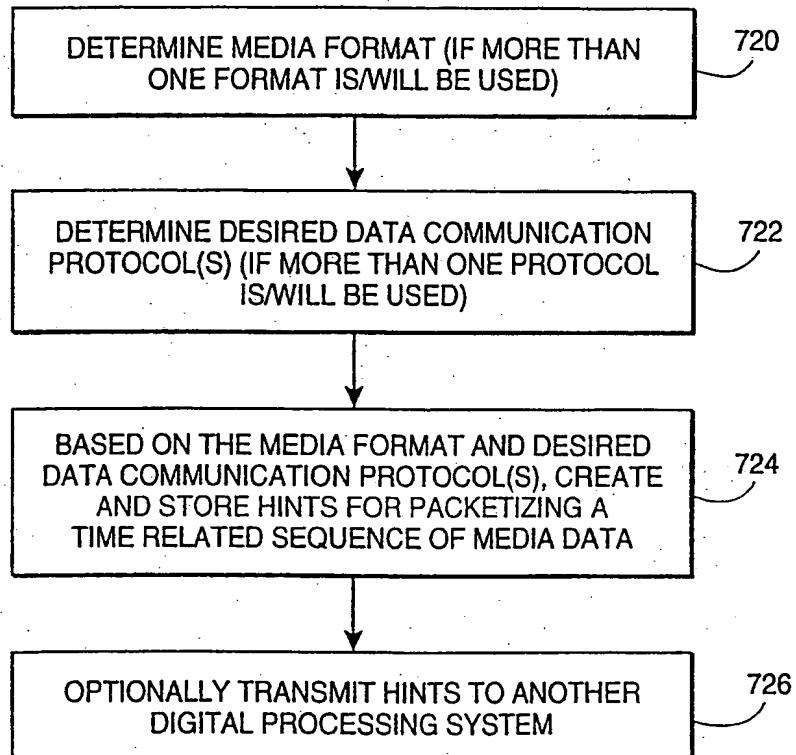 DETERMINE MEDIA FORMAT (IF MORE THAN
ONE FORMAT IS/WILL BE USED)
720
DETERMINE DESIRED DATA COMMUNICATION
PROTOCOL(S) (IF MORE THAN ONE PROTOCOL
IS/WILL BE USED)
722
BASED ON THE MEDIA FORMAT AND DESIRED
DATA COMMUNICATION PROTOCOL(S), CREATE
AND STORE HINTS FOR PACKETIZING A
TIME RELATED SEQUENCE OF MEDIA DATA
724
OPTIONALLY TRANSMIT HINTS TO ANOTHER
DIGITAL PROCESSING SYSTEM
726